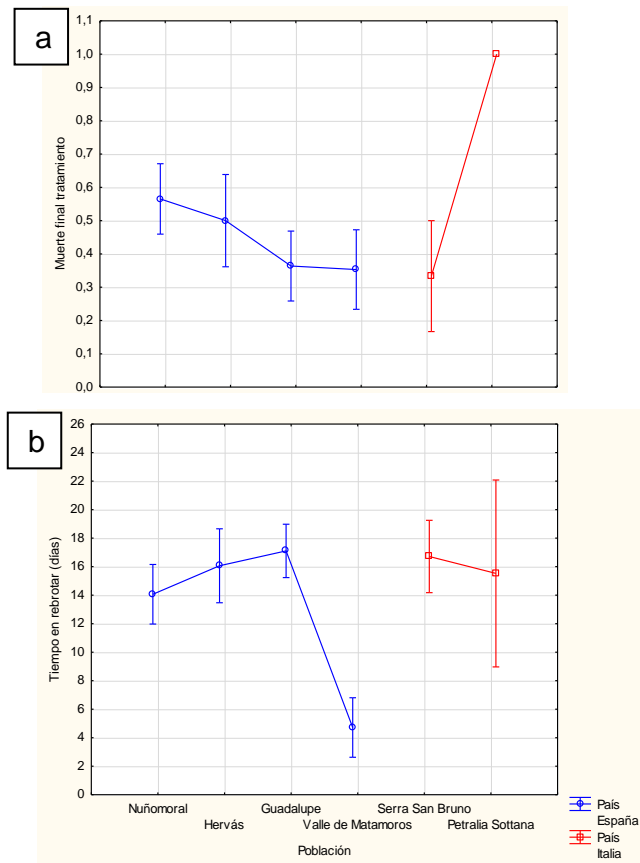 a
1,1
1,0
0,9
0,8
0,7
0,6
0,5
0,4
0,3
0,2
0,1
0,0
Muerte final tratamiento
b
26
24
22
20
18
16
14
12
10
8
6
4
2
0
Tiempo en rebrotar (días)
Nuñomoral
Hervás
Guadalupe
Valle de Matamoros
Serra San Bruno
Petralia Sottana
Población
País
España
País
Italia